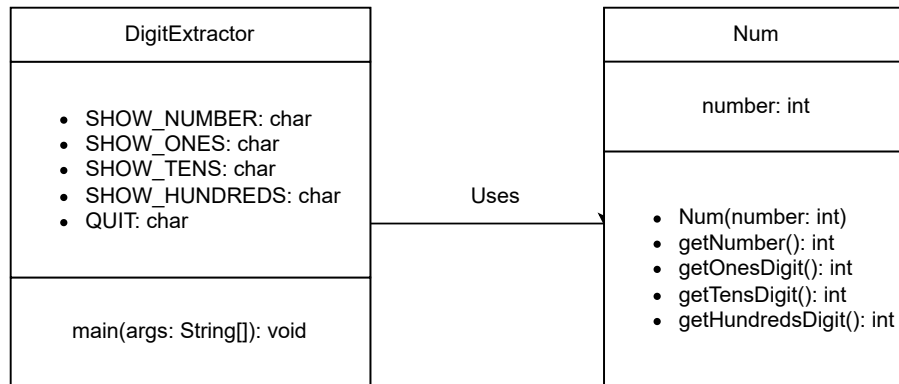 DigitExtractor
SHOW_NUMBER: char
SHOW_ONES: char
SHOW_TENS: char
SHOW_HUNDREDS: char
QUIT: char
main(args: String[]): void
Uses
Num
number: int
Num(number: int)
getNumber(): int
getOnesDigit(): int
getTensDigit(): int
getHundredsDigit(): int